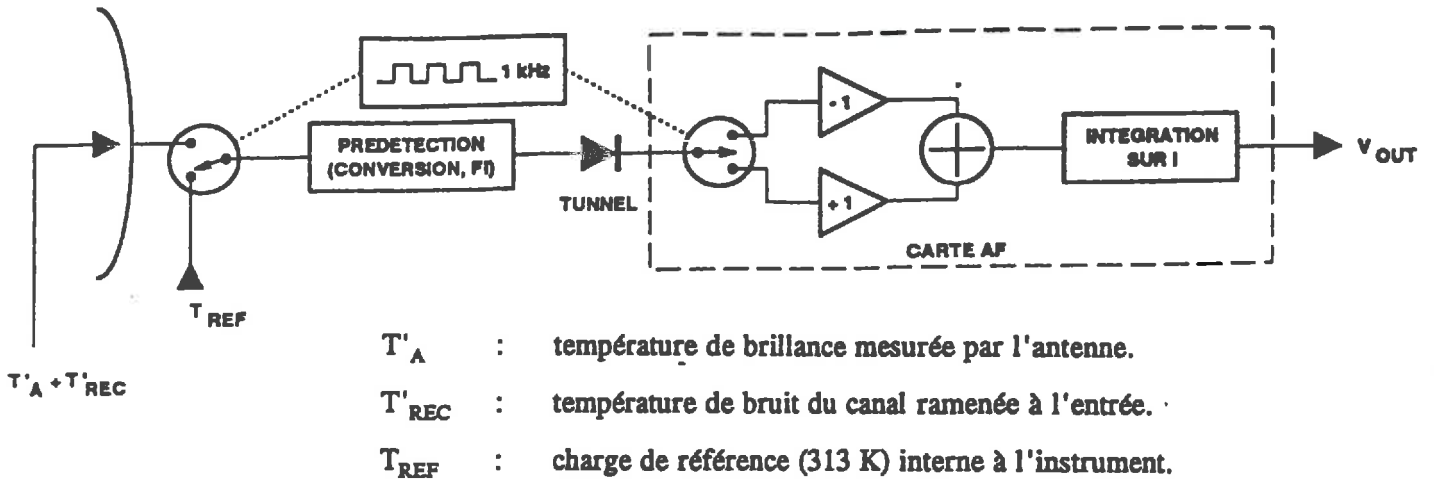 1 kHz
PREDETECTION
(CONVERSION, FI)
TUNNEL
- 1
+ 1
INTEGRATION
SUR I
V OUT
CARTE AF
T REF
T'A + T'REC
T'A : température de brillance mesurée par l'antenne.
T'REC : température de bruit du canal ramenée à l'entrée.
TREF : charge de référence (313 K) interne à l'instrument.